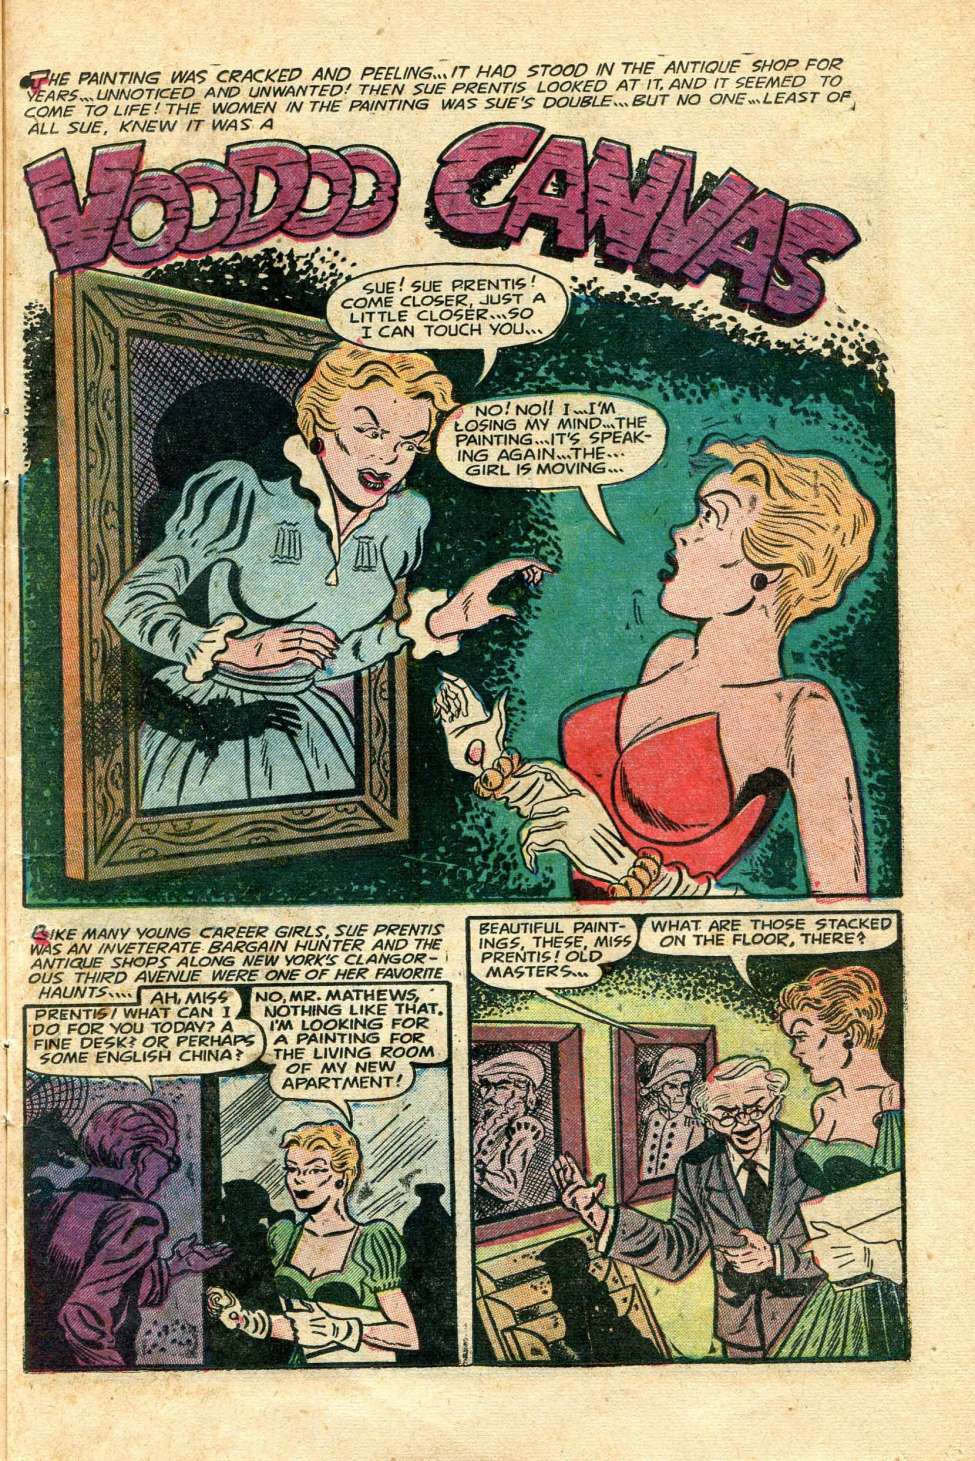 THE PAINTING WAS CRACKED AND PEELING...IT HAD STOOD IN THE ANTIQUE SHOP FOR
YEARS...UNNOTICED AND UNWANTED! THEN SUE PRENTIS LOOKED AT IT, AND IT SEEMED TO
COME TO LIFE! THE WOMEN IN THE PAINTING WAS SUE'S DOUBLE...BUT NO ONE...LEAST OF
ALL SUE, KNEW IT WAS A
VOODOO CANVAS
SUE! SUE PRENTIS!
COME CLOSER, JUST A
LITTLE CLOSER...SO
I CAN TOUCH YOU...
NO! NO!! I...I'M
LOSING MY MIND...THE
PAINTING...IT'S SPEAK-
ING AGAIN...THE...
GIRL IS MOVING...
LIKE MANY YOUNG CAREER GIRLS, SUE PRENTIS
WAS AN INVETERATE BARGAIN HUNTER AND THE
ANTIQUE SHOPS ALONG NEW YORK'S CLANGOR-
OUS THIRD AVENUE WERE ONE OF HER FAVORITE
HAUNTS....
AH, MISS
PRENTIS! WHAT CAN I
DO FOR YOU TODAY? A
FINE DESK? OR PERHAPS
SOME ENGLISH CHINA?
NO, MR. MATHEWS,
NOTHING LIKE THAT.
I'M LOOKING FOR
A PAINTING FOR
THE LIVING ROOM
OF MY NEW
APARTMENT!
BEAUTIFUL PAINT-
INGS, THESE, MISS
PRENTIS! OLD
MASTERS...
WHAT ARE THOSE STACKED
ON THE FLOOR, THERE?